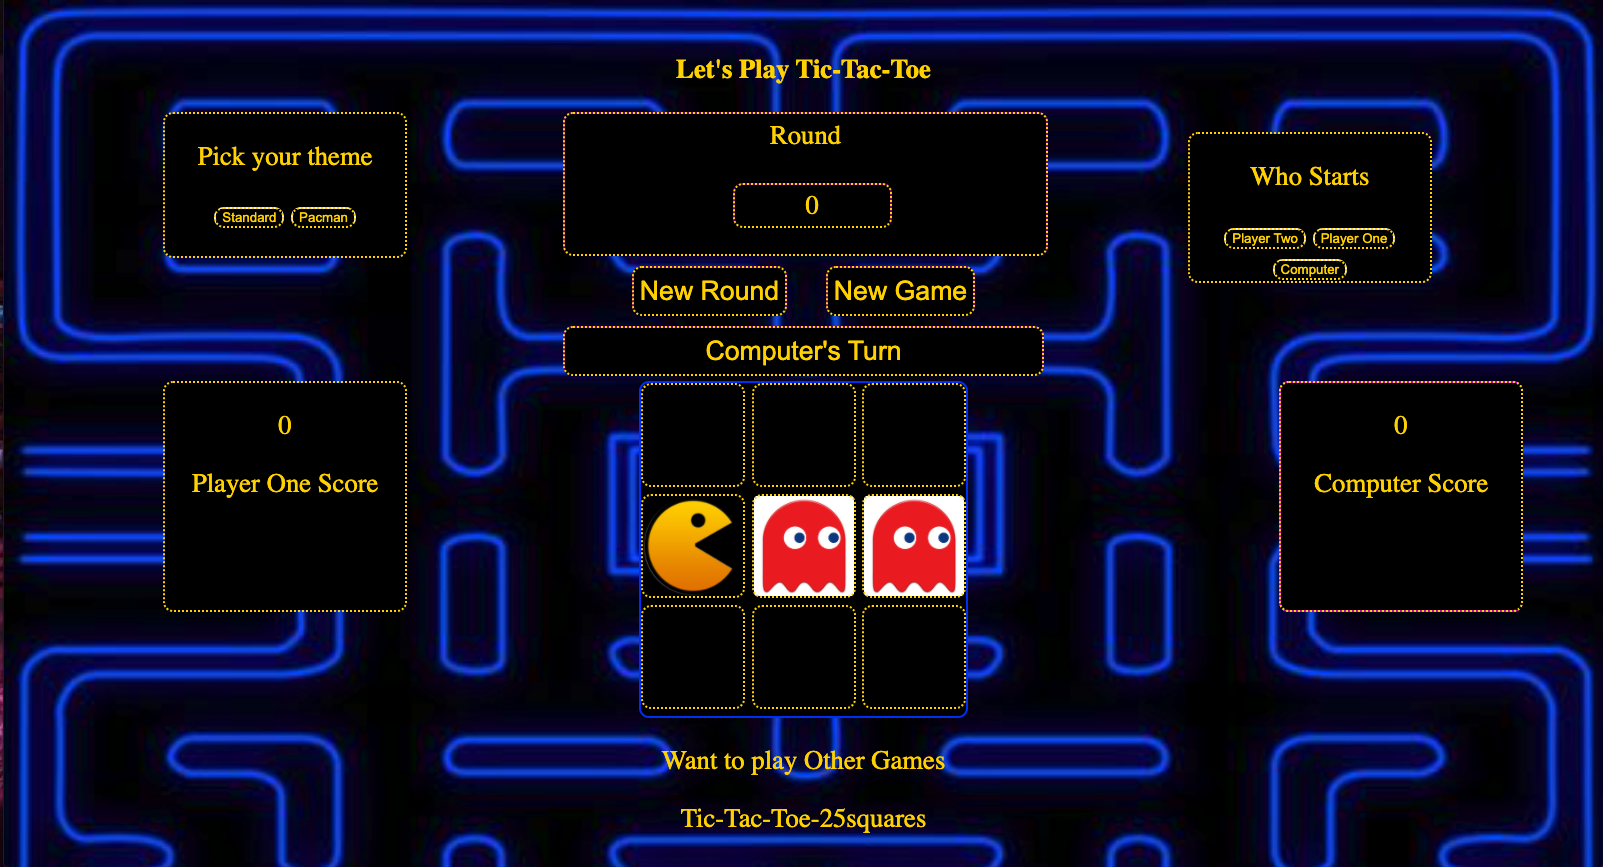 Let's Play Tic-Tac-Toe
Pick your theme
Standard Pacman
Round
0
Who Starts
Player Two Player One
Computer
New Round New Game
Computer's Turn
0
Player One Score
0
Computer Score
Want to play Other Games
Tic-Tac-Toe-25squares